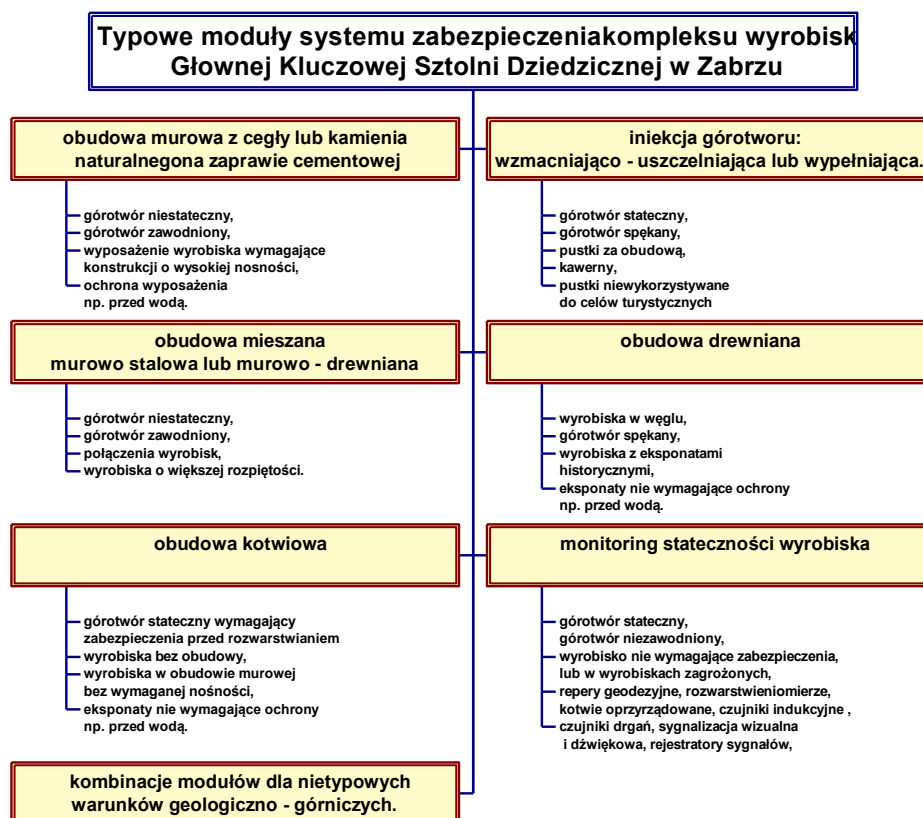 Typowe moduły systemu zabezpieczeniakompleksu wyrobisk
Głownej Kluczowej Sztolni Dziedzicznej w Zabrzu
obudowa murowa z cegły lub kamienia
naturalnegona zaprawie cementowej
górotwór niestateczny,
górotwór zawodniony,
wyposażenie wyrobiska wymagające
konstrukcji o wysokiej nosności,
ochrona wyposażenia
np. przed wodą.
iniekcja górotworu:
wzmacniająco - uszczelniająca lub wypełniająca.
górotwór stateczny,
górotwór spękany,
pustki za obudową,
kawerny,
pustki niewykorzystywane
do celów turystycznych
obudowa mieszana
murowo stalowa lub murowo - drewniana
górotwór niestateczny,
górotwór zawodniony,
połączenia wyrobisk,
wyrobiska o większej rozpiętości.
obudowa drewniana
wyrobiska w węglu,
górotwór spękany,
wyrobiska z eksponatami
historycznymi,
eksponaty nie wymagające ochrony
np. przed wodą.
obudowa kotwiowa
górotwór stateczny wymagający
zabezpieczenia przed rozwarstwianiem
wyrobiska bez obudowy,
wyrobiska w obudowie murowej
bez wymaganej nośności,
eksponaty nie wymagające ochrony
np. przed wodą.
monitoring stateczności wyrobiska
górotwór stateczny,
górotwór niezawodniony,
wyrobisko nie wymagające zabezpieczenia,
lub w wyrobiskach zagrożonych,
repery geodezyjne, rozwarstwieniomierze,
kotwie oprzyrządowane, czujniki indukcyjne ,
czujniki drgań, sygnalizacja wizualna
i dźwiękowa, rejestratory sygnałów,
kombinacje modułów dla nietypowych
warunków geologiczno - górniczych.